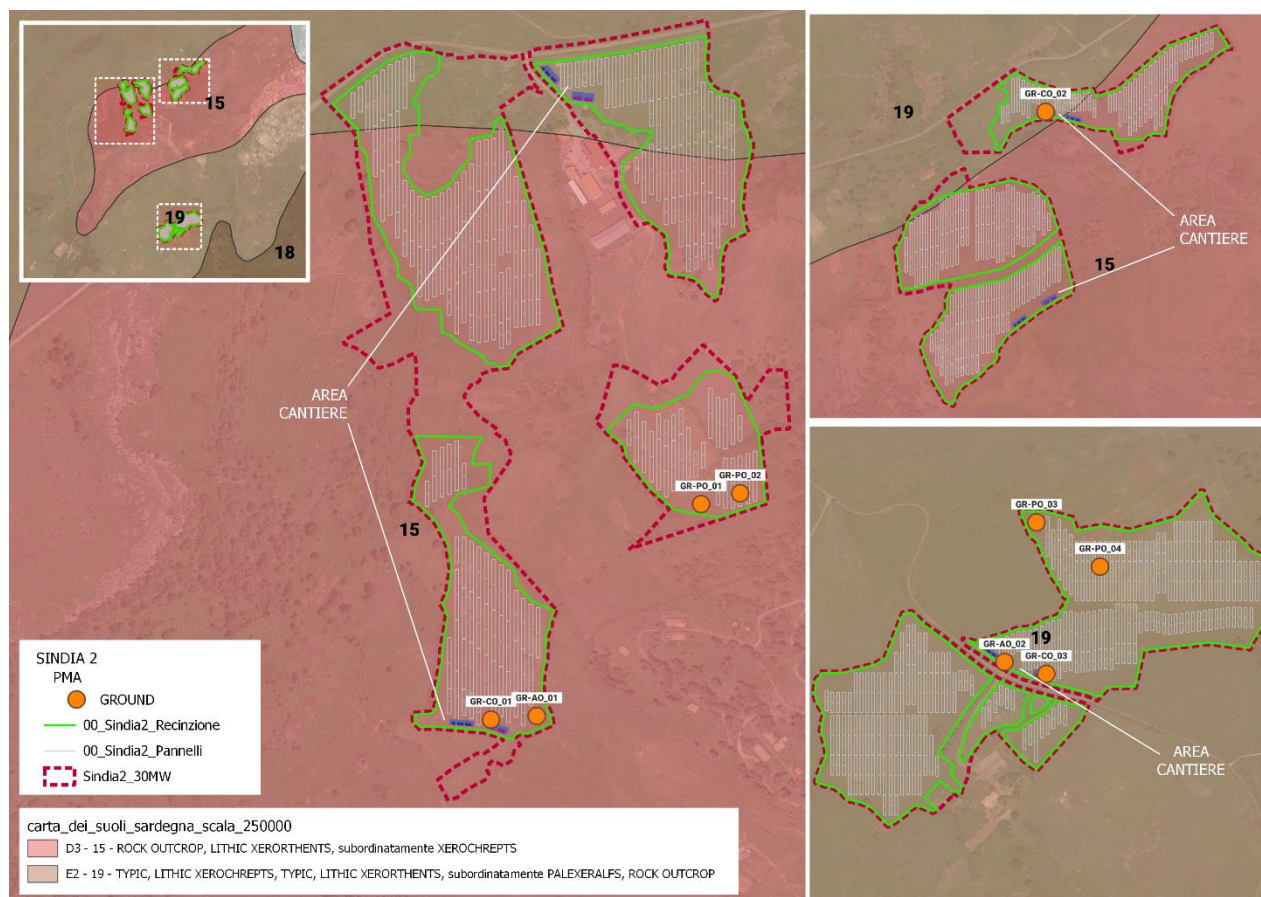 15
19
18
AREA
CANTIERE
15
GR-PO_01
GR-PO_02
GR-CO_01
GR-AO_01
SINDIA 2
PMA
GROUND
00_Sindia2_Recinzione
00_Sindia2_Pannelli
Sindia2_30MW
carta_dei_suoli_sardegna_scala_250000
D3 - 15 - ROCK OUTCROP, LITHIC XERORTHENTS, subordinatamente XEROCHREPTS
E2 - 19 - TYPIC, LITHIC XEROCHREPTS, TYPIC, LITHIC XERORTHENTS, subordinatamente PALEXERALFS, ROCK OUTCROP
19
GR-CO_02
AREA
CANTIERE
15
GR-PO_03
GR-PO_04
19
GR-AO_02
GR-CO_03
AREA
CANTIERE